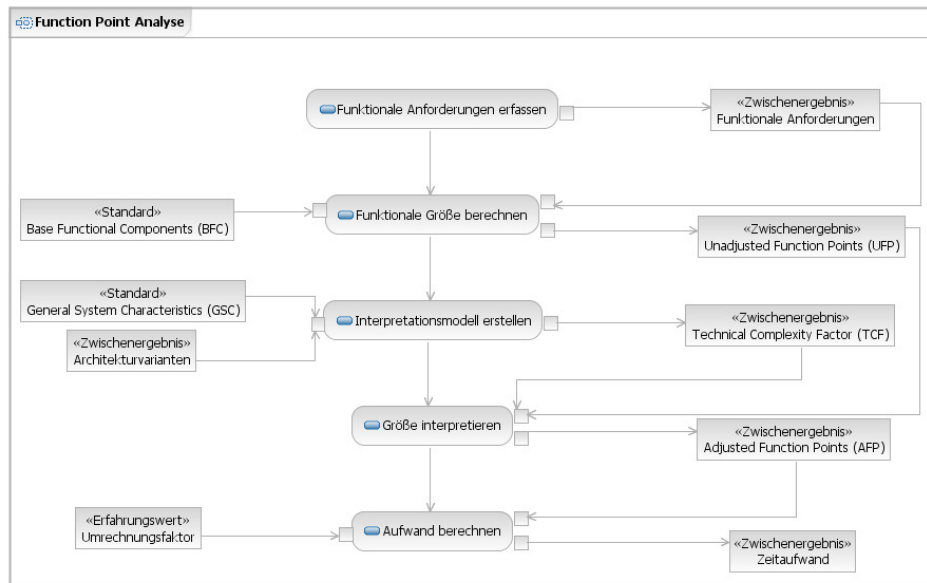 Function Point Analyse
Funktionale Anforderungen erfassen
«Zwischenergebnis»
Funktionale Anforderungen
«Standard»
Base Functional Components (BFC)
Funktionale Größe berechnen
«Zwischenergebnis»
Unadjusted Function Points (UFP)
«Standard»
General System Characteristics (GSC)
«Zwischenergebnis»
Architekturvarianten
Interpretationsmodell erstellen
«Zwischenergebnis»
Technical Complexity Factor (TCF)
Größe interpretieren
«Zwischenergebnis»
Adjusted Function Points (AFP)
«Erfahrungswert»
Umrechnungsfaktor
Aufwand berechnen
«Zwischenergebnis»
Zeitaufwand